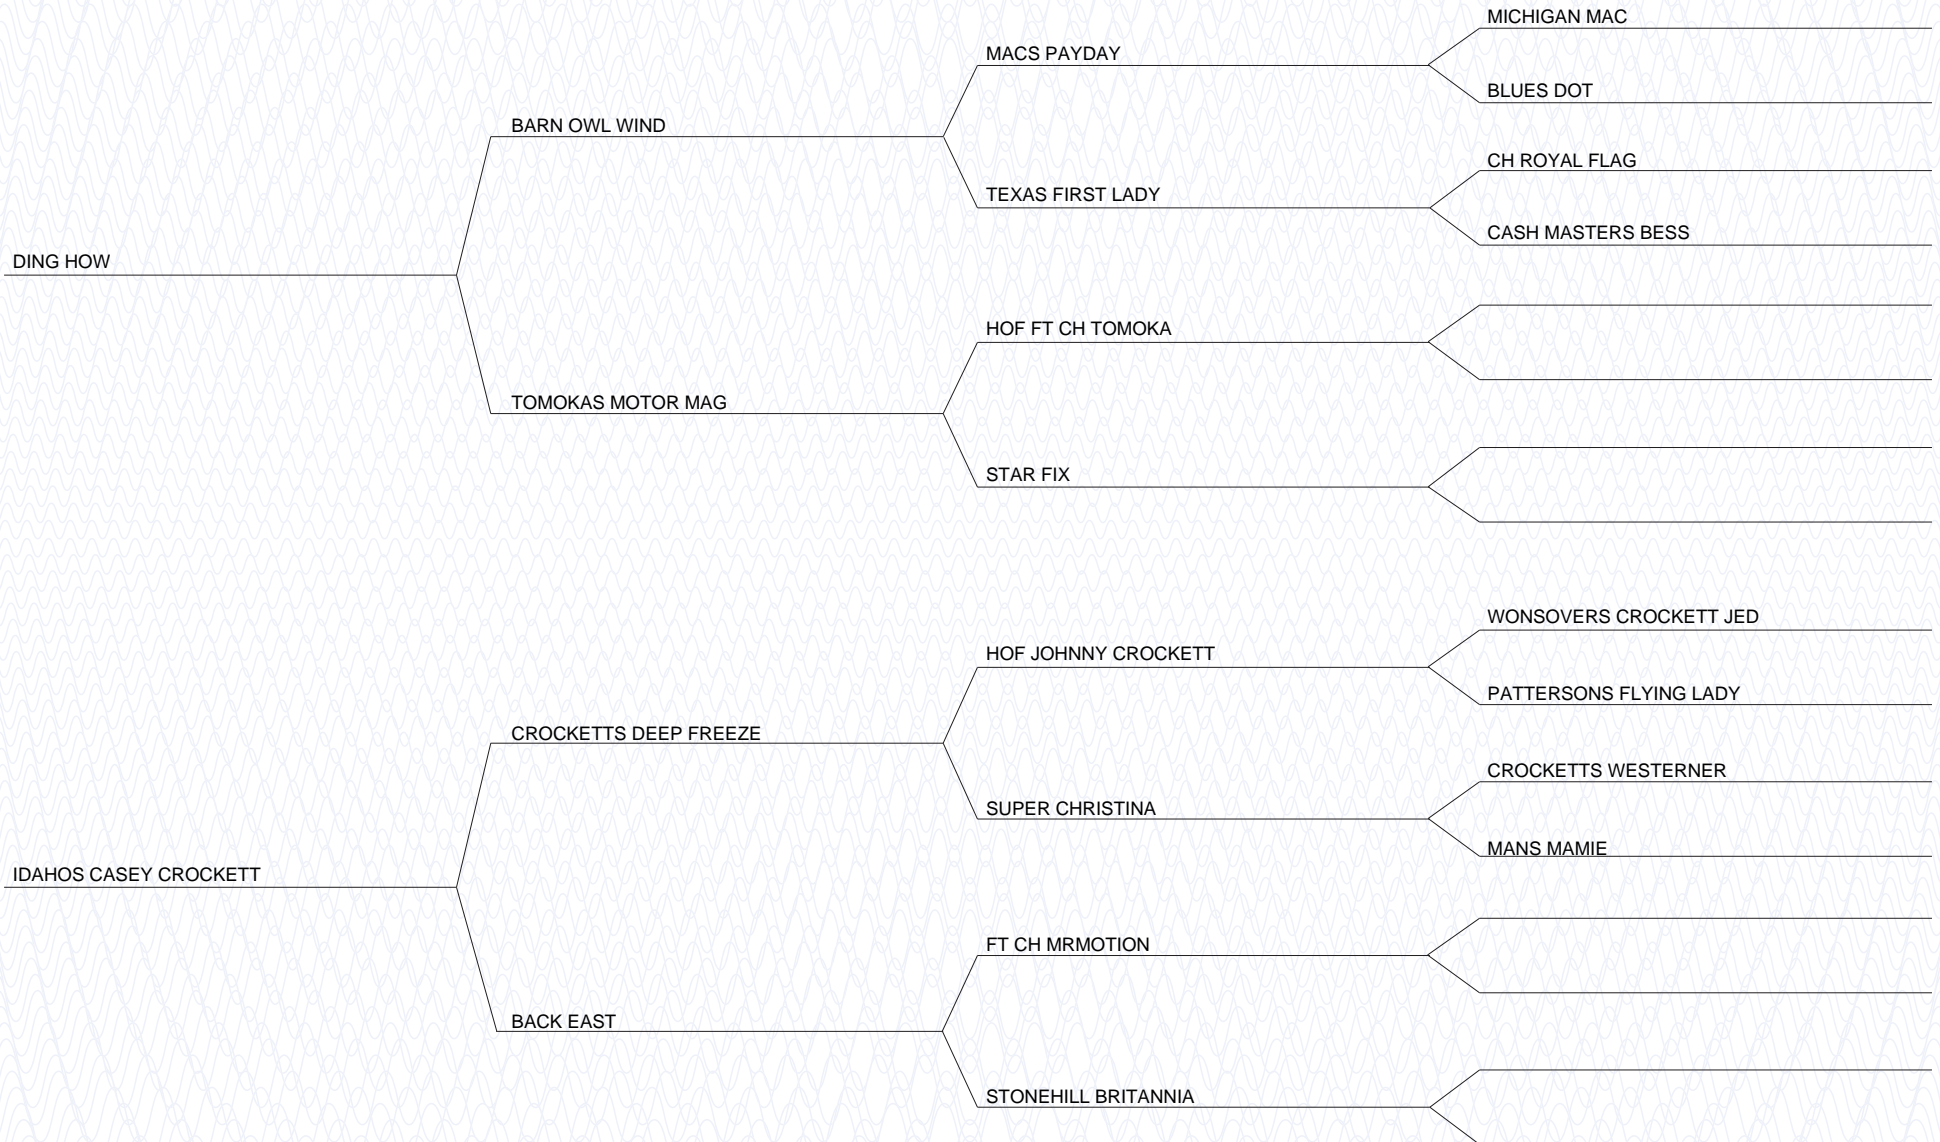 MICHIGAN MAC
MACS PAYDAY
BLUES DOT
BARN OWL WIND
CH ROYAL FLAG
TEXAS FIRST LADY
CASH MASTERS BESS
DING HOW
HOF FT CH TOMOKA
TOMOKAS MOTOR MAG
STAR FIX
WONSOVERS CROCKETT JED
HOF JOHNNY CROCKETT
PATTERSONS FLYING LADY
CROCKETTS DEEP FREEZE
CROCKETTS WESTERNER
SUPER CHRISTINA
MANS MAMIE
IDAHOS CASEY CROCKETT
FT CH MRMOTION
BACK EAST
STONEHILL BRITANNIA